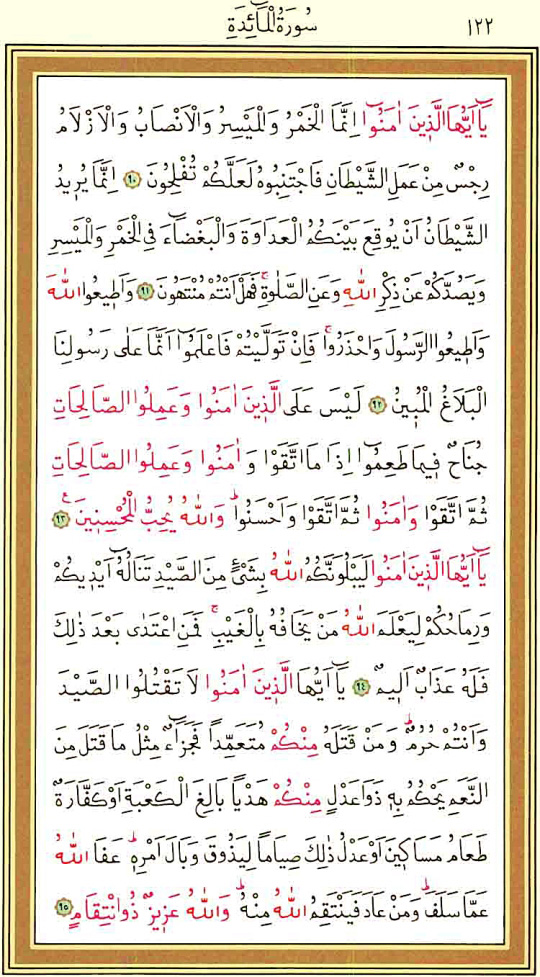 سُورَةُ الْمَٓائِدَةِ
١٢٢
يَٓا اَيُّهَا الَّذ۪ينَ اٰمَنُٓوا اِنَّمَا الْخَمْرُ وَالْمَيْسِرُ وَالْاَنْصَابُ وَالْاَزْلَامُ
رِجْسٌ مِنْ عَمَلِ الشَّيْطَانِ فَاجْتَنِبُوهُ لَعَلَّكُمْ تُفْلِحُونَ ٩٠ اِنَّمَا يُر۪يدُ
الشَّيْطَانُ اَنْ يُوقِعَ بَيْنَكُمُ الْعَدَاوَةَ وَالْبَغْضَٓاءَ فِي الْخَمْرِ وَالْمَيْسِرِ
وَيَصُدَّكُمْ عَنْ ذِكْرِ اللّٰهِ وَعَنِ الصَّلٰوةِۚ فَهَلْ اَنْتُمْ مُنْتَهُونَ ٩١ وَاَط۪يعُوا اللّٰهَ
وَاَط۪يعُوا الرَّسُولَ وَاحْذَرُواۚ فَاِنْ تَوَلَّيْتُمْ فَاعْلَمُٓوا اَنَّمَا عَلٰى رَسُولِنَا
الْبَلَاغُ الْمُب۪ينُ ٩٢ لَيْسَ عَلَى الَّذ۪ينَ اٰمَنُوا وَعَمِلُوا الصَّالِحَاتِ
جُنَاحٌ ف۪يمَا طَعِمُٓوا اِذَا مَا اتَّقَوْا وَاٰمَنُوا وَعَمِلُوا الصَّالِحَاتِ
ثُمَّ اتَّقَوْا وَاٰمَنُوا ثُمَّ اتَّقَوْا وَاَحْسَنُواۜ وَاللّٰهُ يُحِبُّ الْمُحْسِن۪ينَ۟ ٩٣
يَٓا اَيُّهَا الَّذ۪ينَ اٰمَنُوا لَيَبْلُوَنَّكُمُ اللّٰهُ بِشَيْءٍ مِنَ الصَّيْدِ تَنَالُهُٓ اَيْد۪يكُمْ
وَرِمَاحُكُمْ لِيَعْلَمَ اللّٰهُ مَنْ يَخَافُهُ بِالْغَيْبِۚ فَمَنِ اعْتَدٰى بَعْدَ ذٰلِكَ
فَلَهُ عَذَابٌ اَل۪يمٌ ٩٤ يَٓا اَيُّهَا الَّذ۪ينَ اٰمَنُوا لَا تَقْتُلُوا الصَّيْدَ
وَاَنْتُمْ حُرُمٌۜ وَمَنْ قَتَلَهُ مِنْكُمْ مُتَعَمِّداً فَجَزَٓاءٌ مِثْلُ مَا قَتَلَ مِنَ
النَّعَمِ يَحْكُمُ بِه۪ ذَوَا عَدْلٍ مِنْكُمْ هَدْياً بَالِغَ الْكَعْبَةِ اَوْ كَفَّارَةٌ
طَعَامُ مَسَاك۪ينَ اَوْ عَدْلُ ذٰلِكَ صِيَاماً لِيَذُوقَ وَبَالَ اَمْرِه۪ۜ عَفَا اللّٰهُ
عَمَّا سَلَفَۜ وَمَنْ عَادَ فَيَنْتَقِمُ اللّٰهُ مِنْهُۜ وَاللّٰهُ عَز۪يزٌ ذُو انْتِقَامٍ ٩٥